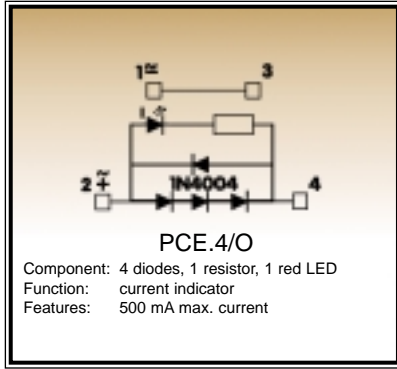 1≂ 3
1N4004
2 4
PCE.4/O
Component: 4 diodes, 1 resistor, 1 red LED
Function: current indicator
Features: 500 mA max. current